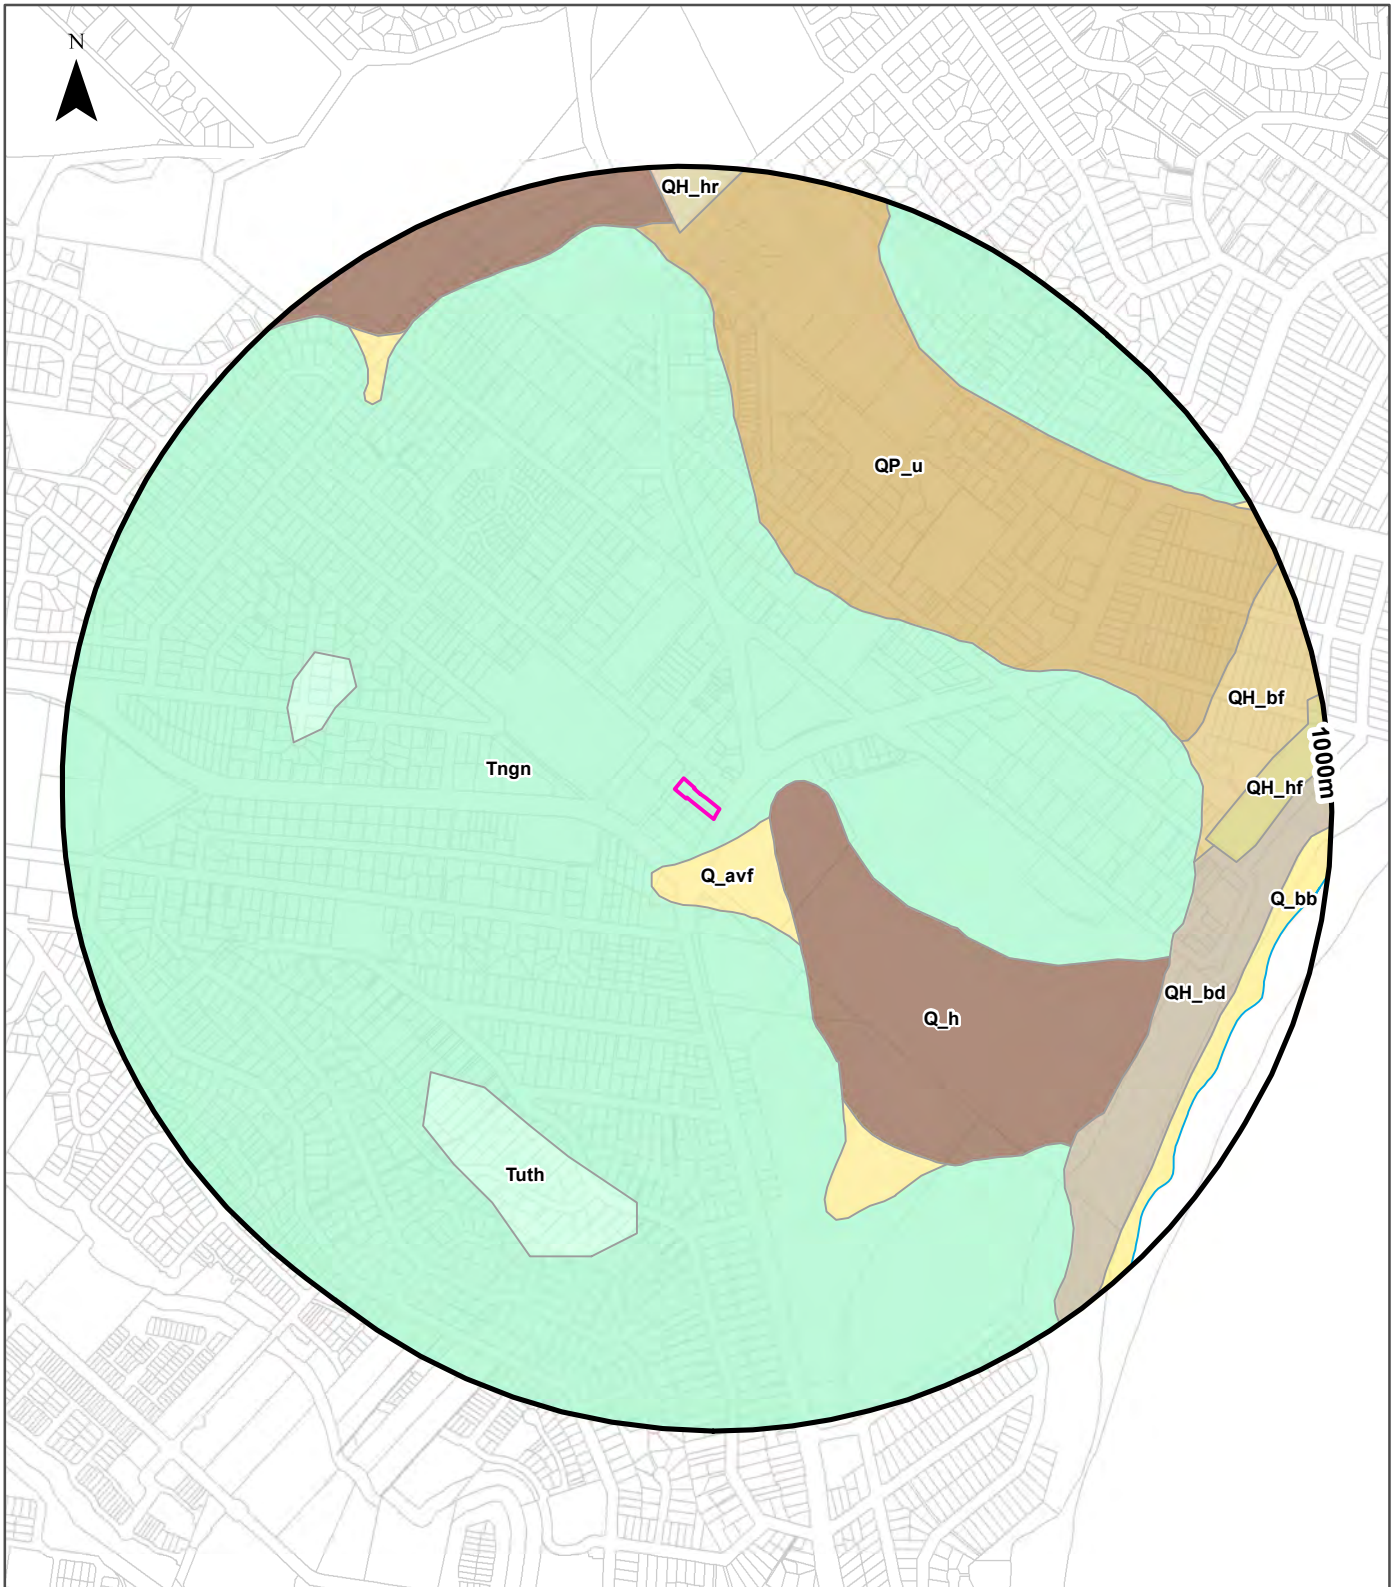 N
QH_hr
QP_u
QH_bf
1000m
Tngn
QH_hf
Q_avf
Q_bb
QH_bd
Q_h
Tuth